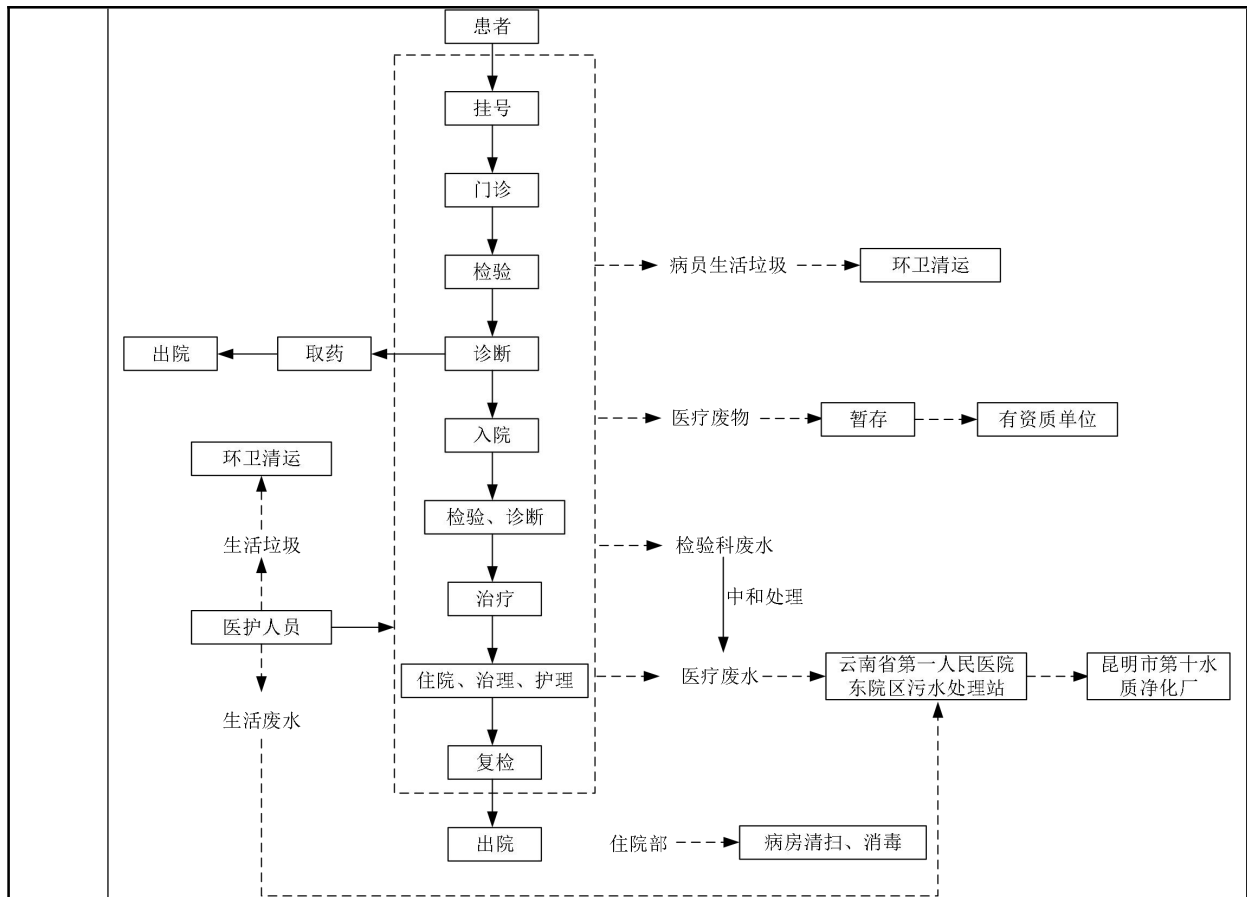 患者
挂号
门诊
检验
病员生活垃圾
环卫清运
出院
取药
诊断
医疗废物
暂存
有资质单位
入院
环卫清运
检验、诊断
生活垃圾
检验科废水
治疗
中和处理
医护人员
住院、治理、护理
医疗废水
云南省第一人民医院
东院区污水处理站
昆明市第十水
质净化厂
生活废水
复检
出院
住院部
病房清扫、消毒